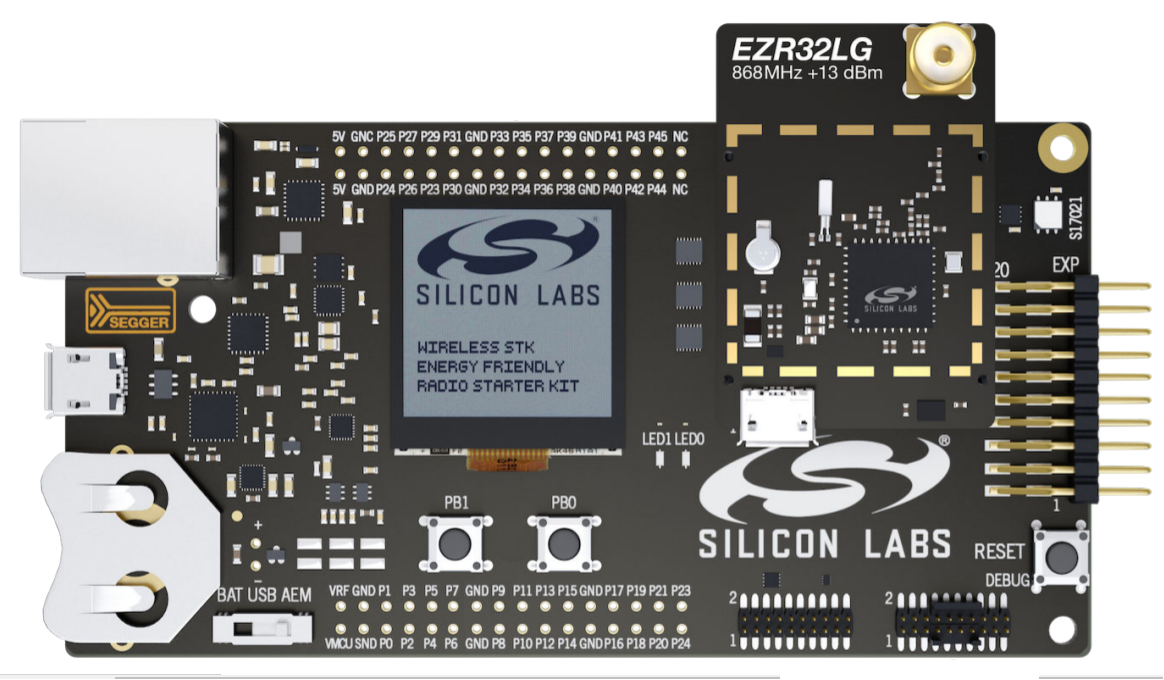 EZR32LG
868MHz +13 dBm
5V GNC P25 P27 P29 P31 GND P33 P35 P37 P39 GND P41 P43 P45 NC
5V GND P24 P26 P23 P30 GND P32 P34 P36 P38 GND P40 P42 P44 NC
S17021
SILICON LABS
WIRELESS STK
ENERGY FRIENDLY
RADIO STARTER KIT
SEGGER
SILICON LABS
20
EXP
LED1 LED0
®
SILICON LABS
PB1
PB0
1
RESET
DEBUG
+
-
BAT USB AEM
VRF GND P1 P3 P5 P7 GND P9 P11 P13 P15 GND P17 P19 P21 P23
VMCU SND P0 P2 P4 P6 GND P8 P10 P12 P14 GND P16 P18 P20 P24
2
1
2
1